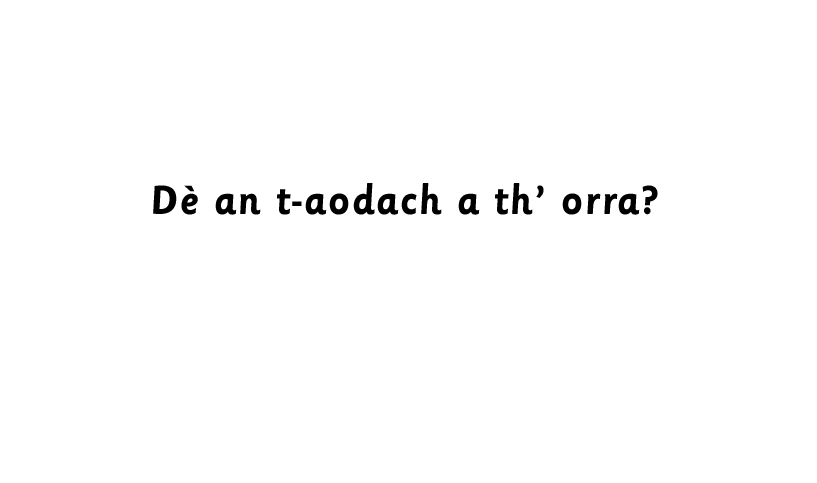 Dè an t-aodach a th’ orra?